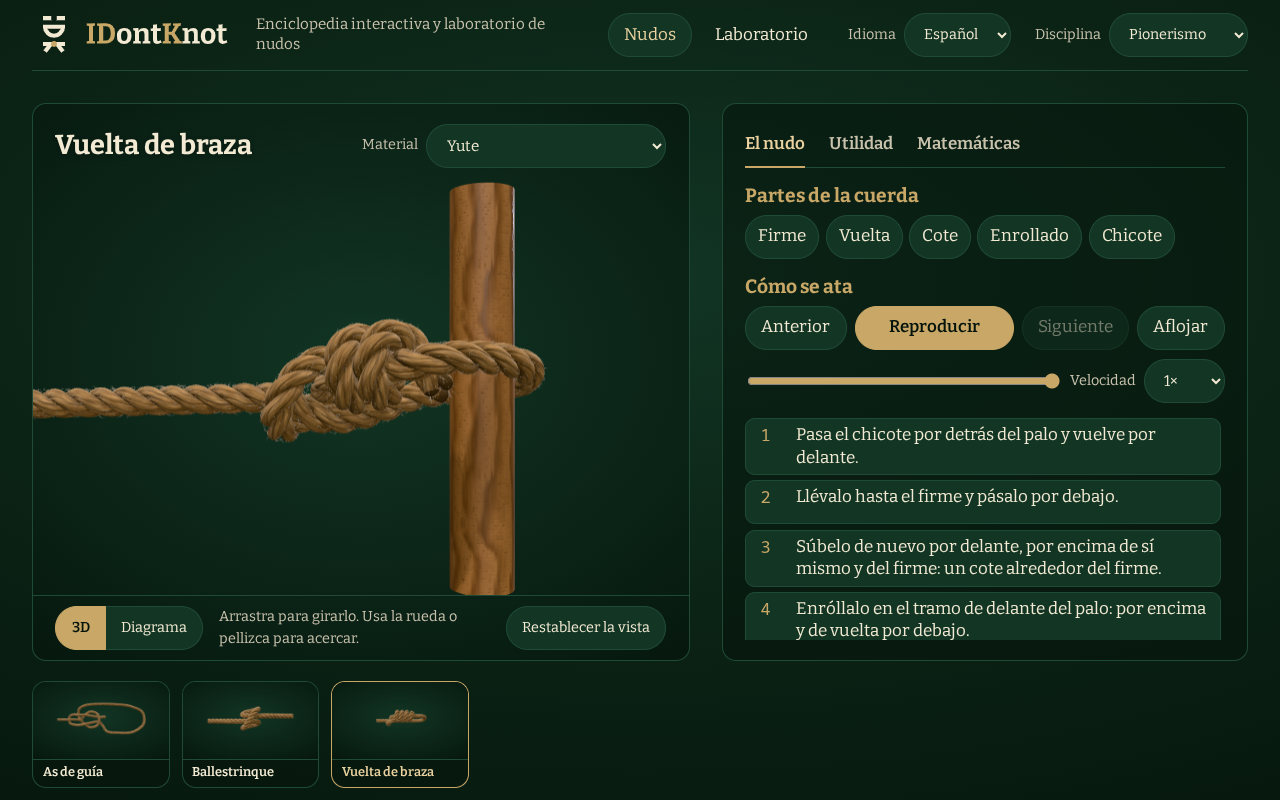 IDontKnot
Enciclopedia interactiva y laboratorio de
nudos
Nudos
Laboratorio
Idioma
Español
Disciplina
Pionerismo
Vuelta de braza
Material
Yute
3D
Diagrama
Arrastra para girarlo. Usa la rueda o
pellizca para acercar.
Restablecer la vista
El nudo
Utilidad
Matemáticas
Partes de la cuerda
Firme
Vuelta
Cote
Enrollado
Chicote
Cómo se ata
Anterior
Reproducir
Siguiente
Aflojar
Velocidad
1×
1 Pasa el chicote por detrás del palo y vuelve por
delante.
2 Llévalo hasta el firme y pásalo por debajo.
3 Súbelo de nuevo por delante, por encima de sí
mismo y del firme: un cote alrededor del firme.
4 Enróllalo en el tramo de delante del palo: por encima
y de vuelta por debajo.
As de guía
Ballestrinque
Vuelta de braza